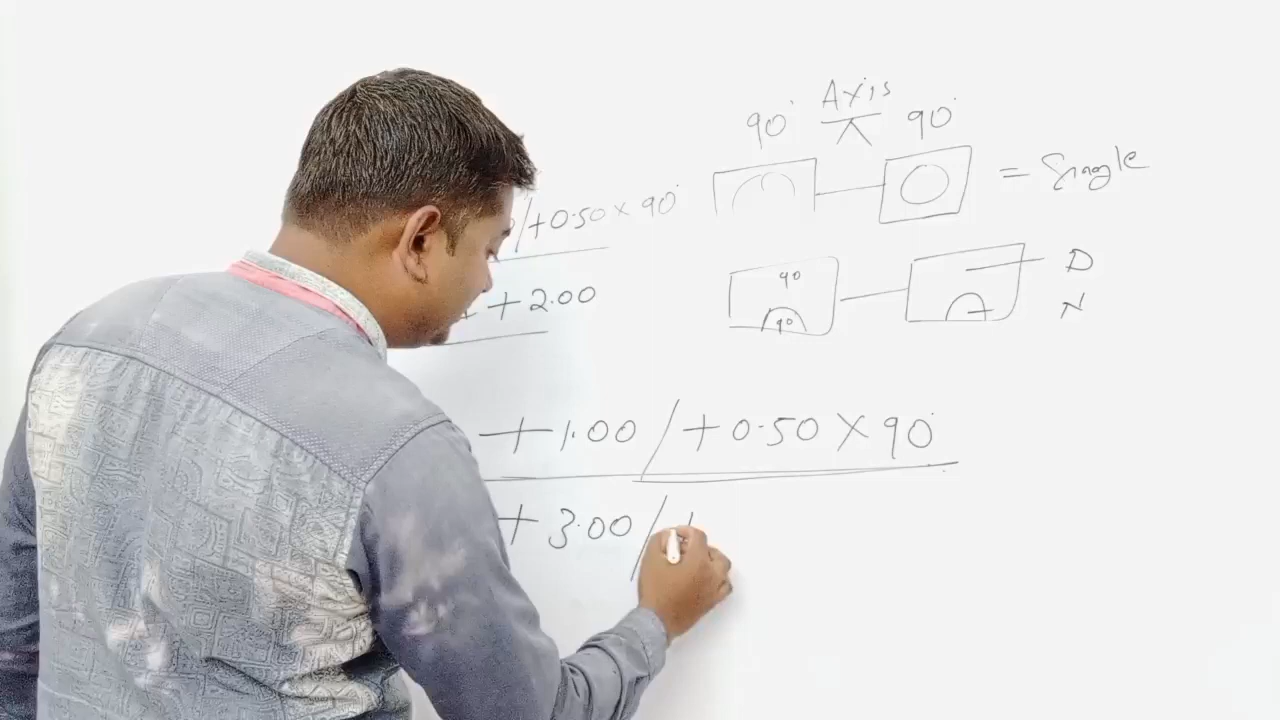 Axis
90° 90°
= Single
/+0.50 × 90°
90
D
+ 2.00
90
N
+ 1.00 / + 0.50 × 90°
+ 3.00 / +